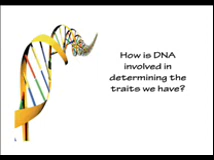 How is DNA
involved in
determining the
traits we have?